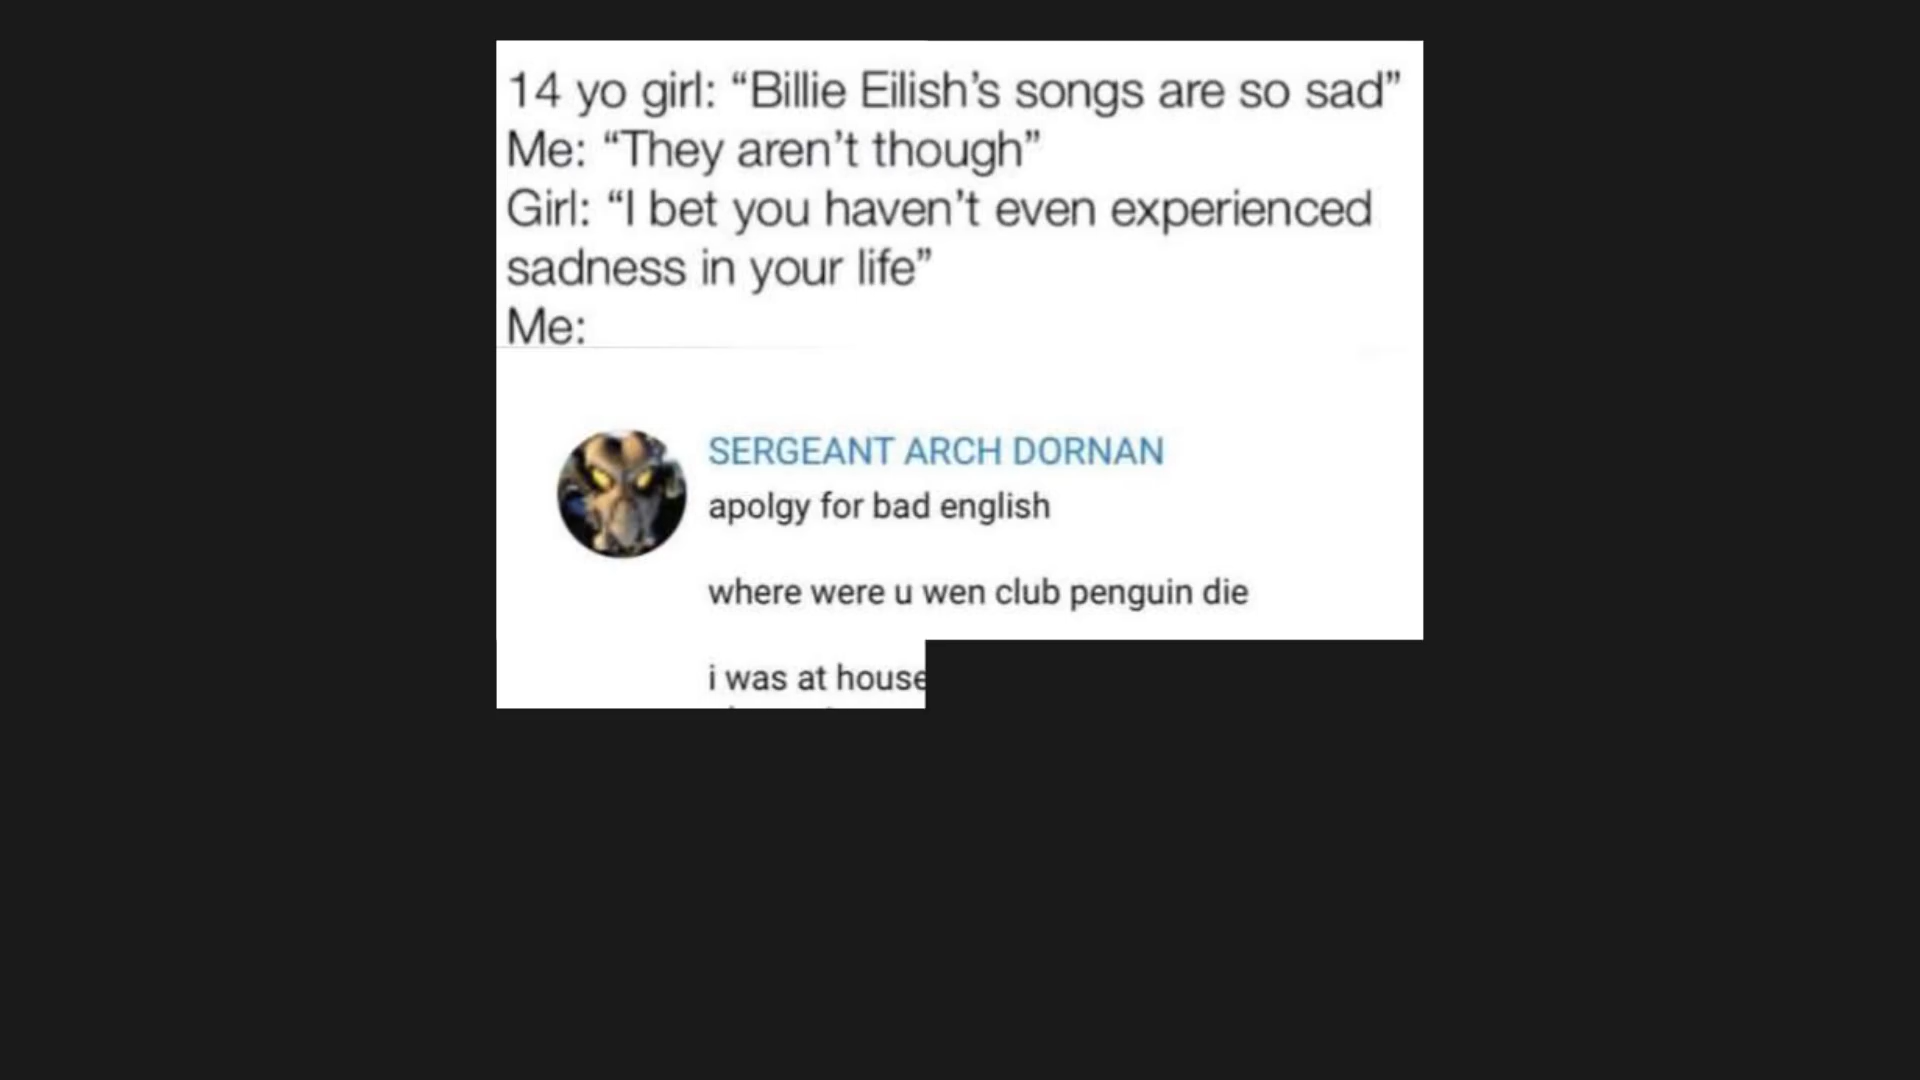 14 yo girl: “Billie Eilish’s songs are so sad”
Me: “They aren’t though”
Girl: “I bet you haven’t even experienced
sadness in your life”
Me:
SERGEANT ARCH DORNAN
apolgy for bad english
where were u wen club penguin die
i was at house